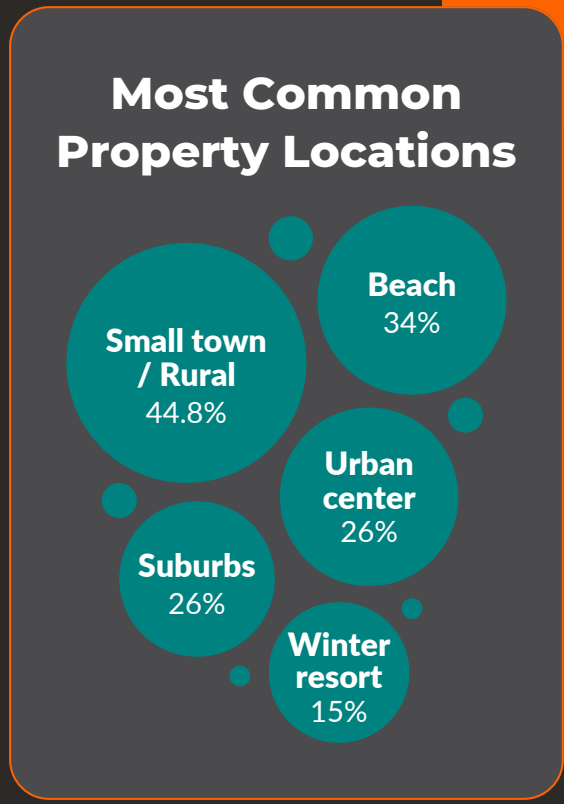 Most Common
Property Locations
Small town
/ Rural
44.8%
Beach
34%
Urban
center
26%
Suburbs
26%
Winter
resort
15%